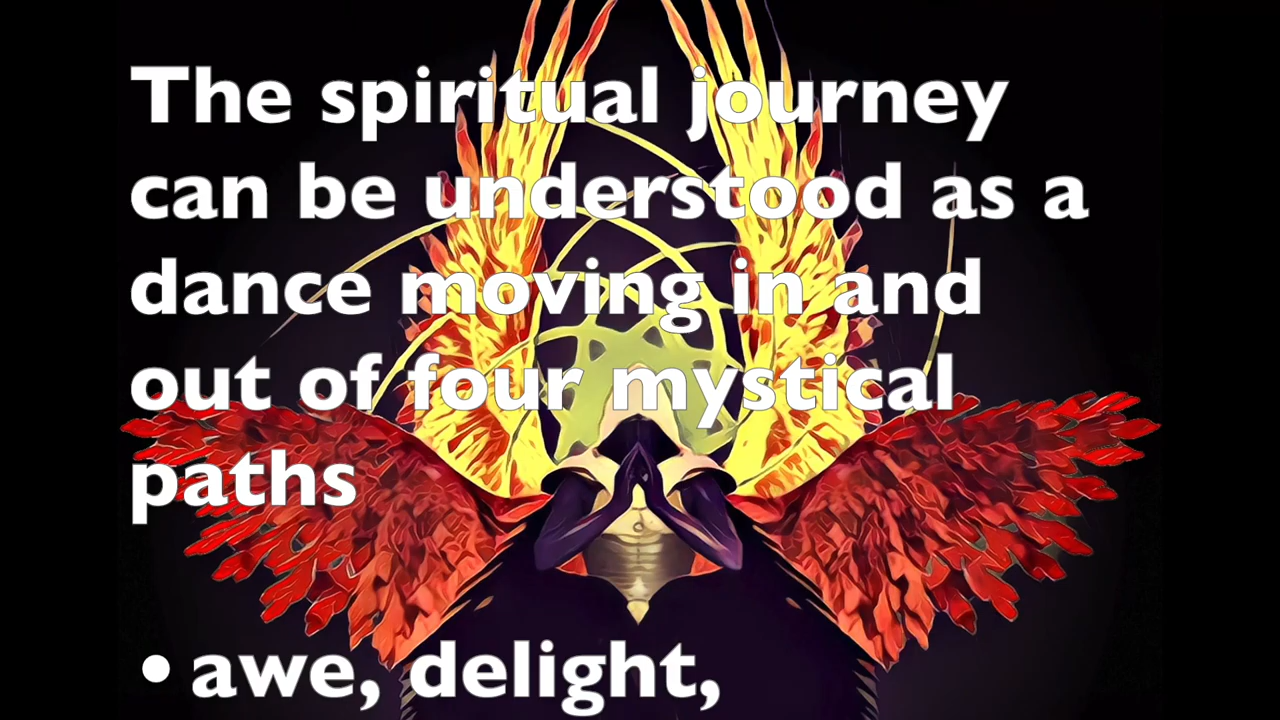 The spiritual journey
can be understood as a
dance moving in and
out of four mystical
paths
• awe, delight,